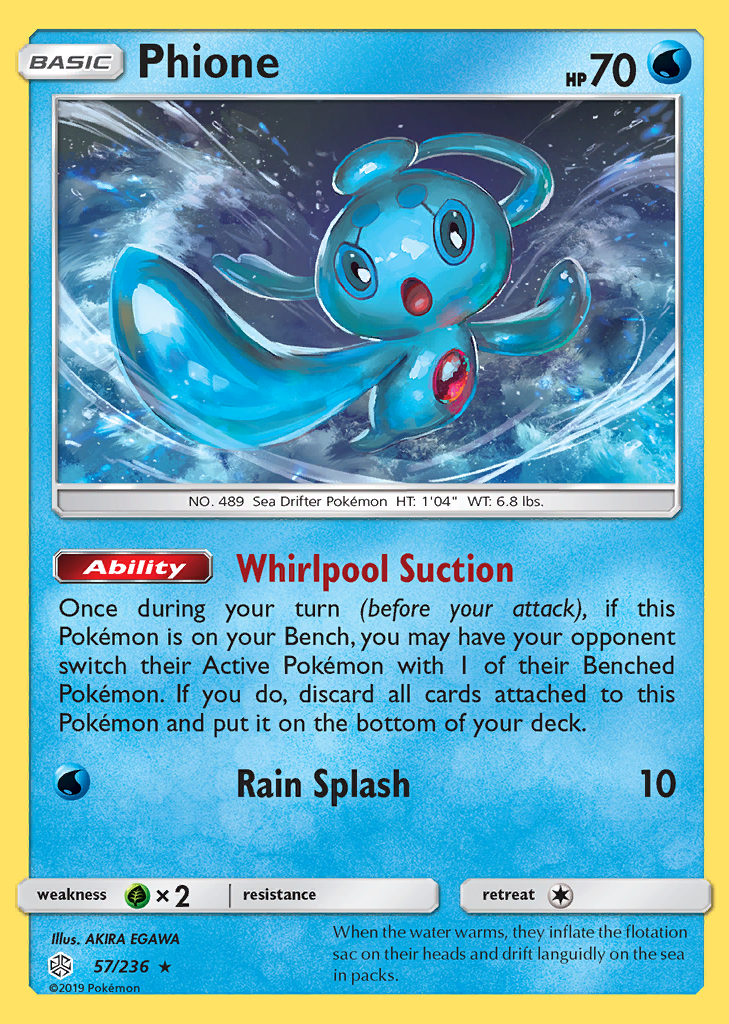 BASIC Phione HP70
NO. 489 Sea Drifter Pokémon HT: 1'04" WT: 6.8 lbs.
Ability Whirlpool Suction
Once during your turn (before your attack), if this
Pokémon is on your Bench, you may have your opponent
switch their Active Pokémon with 1 of their Benched
Pokémon. If you do, discard all cards attached to this
Pokémon and put it on the bottom of your deck.
Rain Splash 10
weakness ×2 resistance retreat
Illus. AKIRA EGAWA
57/236
©2019 Pokémon
When the water warms, they inflate the flotation
sac on their heads and drift languidly on the sea
in packs.